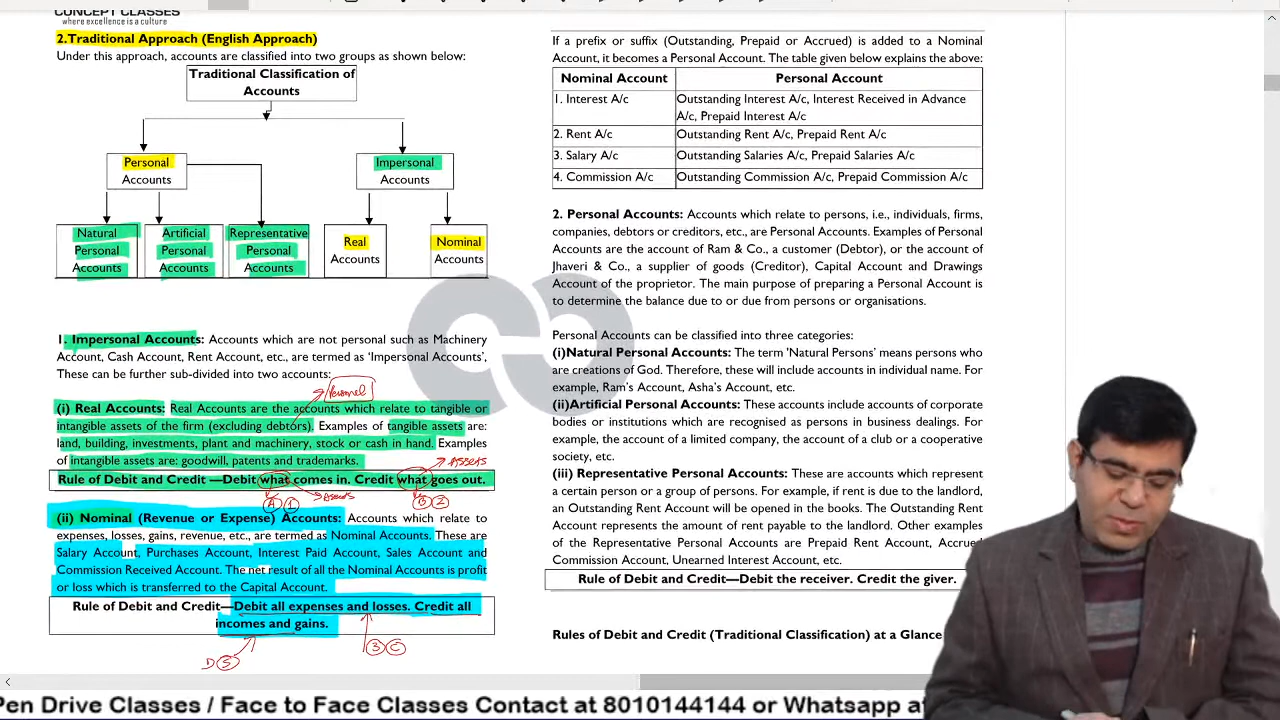 CONCEPT CLASSES
where excellence is a culture
2.Traditional Approach (English Approach)
Under this approach, accounts are classified into two groups as shown below:
Traditional Classification of
Accounts
Personal
Accounts
Impersonal
Accounts
Natural
Personal
Accounts
Artificial
Personal
Accounts
Representative
Personal
Accounts
Real
Accounts
Nominal
Accounts
1. Impersonal Accounts: Accounts which are not personal such as Machinery
Account, Cash Account, Rent Account, etc., are termed as 'Impersonal Accounts',
These can be further sub-divided into two accounts:
Personel
(i) Real Accounts: Real Accounts are the accounts which relate to tangible or
intangible assets of the firm (excluding debtors). Examples of tangible assets are:
land, building, investments, plant and machinery, stock or cash in hand. Examples
of intangible assets are: goodwill, patents and trademarks.
ASSETS
Rule of Debit and Credit —Debit what comes in. Credit what goes out.
Assets
A 1
B 2
(ii) Nominal (Revenue or Expense) Accounts: Accounts which relate to
expenses, losses, gains, revenue, etc., are termed as Nominal Accounts. These are
Salary Account, Purchases Account, Interest Paid Account, Sales Account and
Commission Received Account. The net result of all the Nominal Accounts is profit
or loss which is transferred to the Capital Account.
Rule of Debit and Credit—Debit all expenses and losses. Credit all
incomes and gains.
3 C
D 5
If a prefix or suffix (Outstanding, Prepaid or Accrued) is added to a Nominal
Account, it becomes a Personal Account. The table given below explains the above:
Nominal Account Personal Account
1. Interest A/c Outstanding Interest A/c, Interest Received in Advance
A/c, Prepaid Interest A/c
2. Rent A/c Outstanding Rent A/c, Prepaid Rent A/c
3. Salary A/c Outstanding Salaries A/c, Prepaid Salaries A/c
4. Commission A/c Outstanding Commission A/c, Prepaid Commission A/c
2. Personal Accounts: Accounts which relate to persons, i.e., individuals, firms,
companies, debtors or creditors, etc., are Personal Accounts. Examples of Personal
Accounts are the account of Ram & Co., a customer (Debtor), or the account of
Jhaveri & Co., a supplier of goods (Creditor), Capital Account and Drawings
Account of the proprietor. The main purpose of preparing a Personal Account is
to determine the balance due to or due from persons or organisations.
Personal Accounts can be classified into three categories:
(i)Natural Personal Accounts: The term 'Natural Persons' means persons who
are creations of God. Therefore, these will include accounts in individual name. For
example, Ram's Account, Asha's Account, etc.
(ii)Artificial Personal Accounts: These accounts include accounts of corporate
bodies or institutions which are recognised as persons in business dealings. For
example, the account of a limited company, the account of a club or a cooperative
society, etc.
(iii) Representative Personal Accounts: These are accounts which represent
a certain person or a group of persons. For example, if rent is due to the landlord,
an Outstanding Rent Account will be opened in the books. The Outstanding Rent
Account represents the amount of rent payable to the landlord. Other examples
of the Representative Personal Accounts are Prepaid Rent Account, Accrued
Commission Account, Unearned Interest Account, etc.
Rule of Debit and Credit—Debit the receiver. Credit the giver.
Rules of Debit and Credit (Traditional Classification) at a Glance
Pen Drive Classes / Face to Face Classes Contact at 8010144144 or Whatsapp at